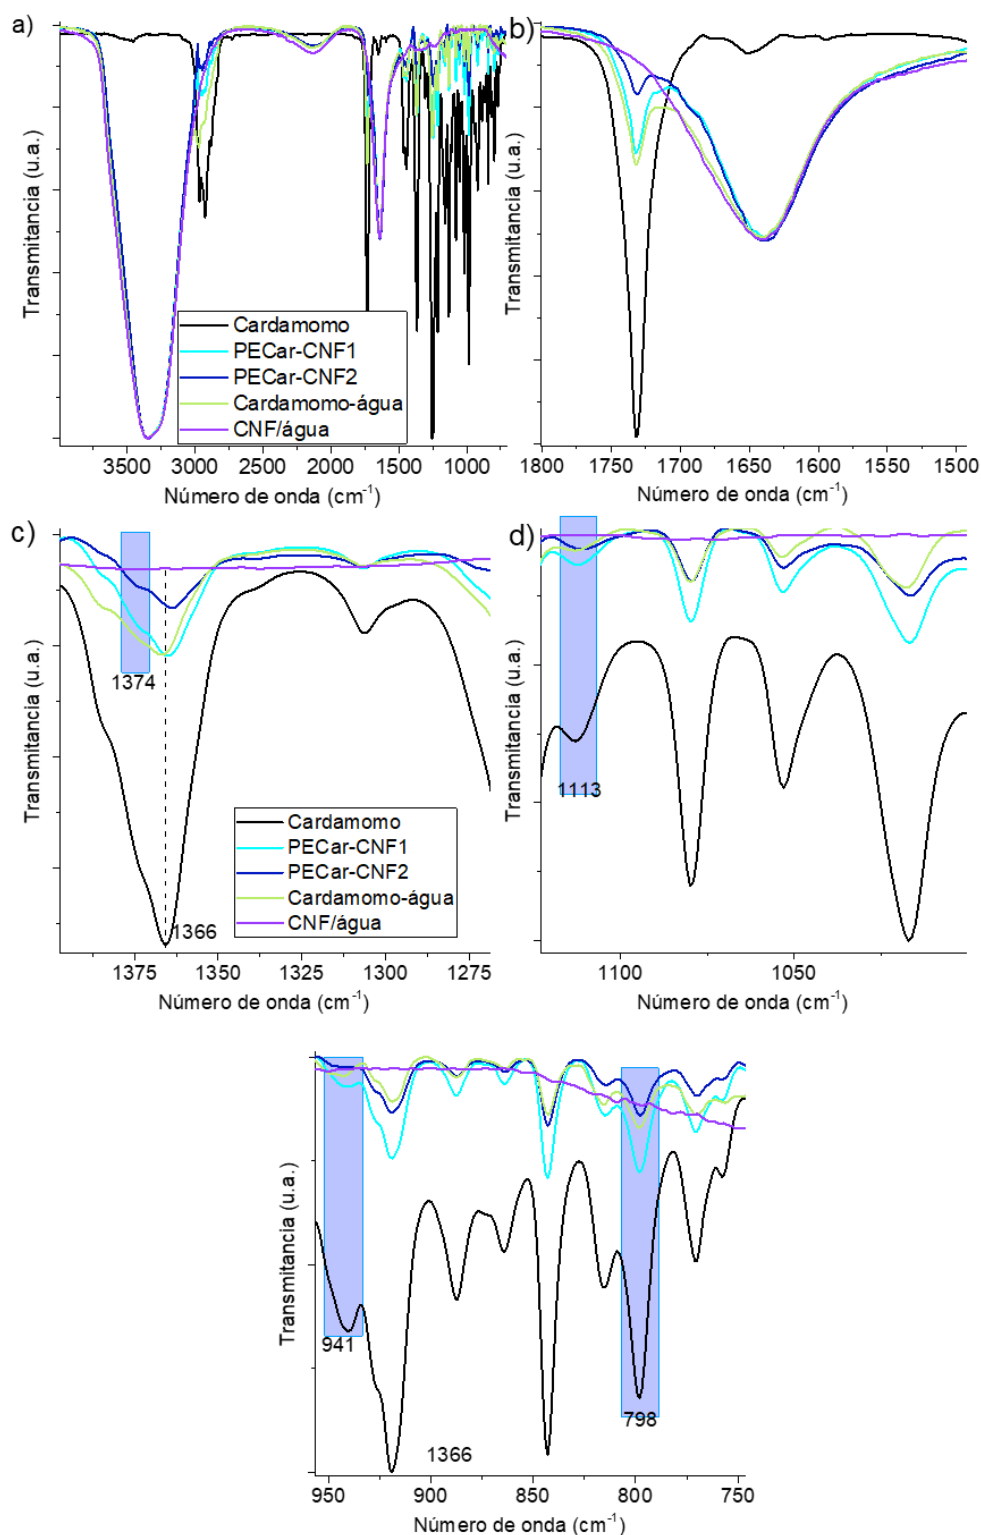 a)
Transmitancia (u.a.)
Cardamomo
PECar-CNF1
PECar-CNF2
Cardamomo-água
CNF/água
3500 3000 2500 2000 1500 1000
Número de onda (cm-1)
b)
Transmitancia (u.a.)
1800 1750 1700 1650 1600 1550 1500
Número de onda (cm-1)
c)
Transmitancia (u.a.)
1374
1366
Cardamomo
PECar-CNF1
PECar-CNF2
Cardamomo-água
CNF/água
1375 1350 1325 1300 1275
Número de onda (cm-1)
d)
Transmitancia (u.a.)
1113
1100 1050
Número de onda (cm-1)
Transmitancia (u.a.)
941
798
1366
950 900 850 800 750
Número de onda (cm-1)